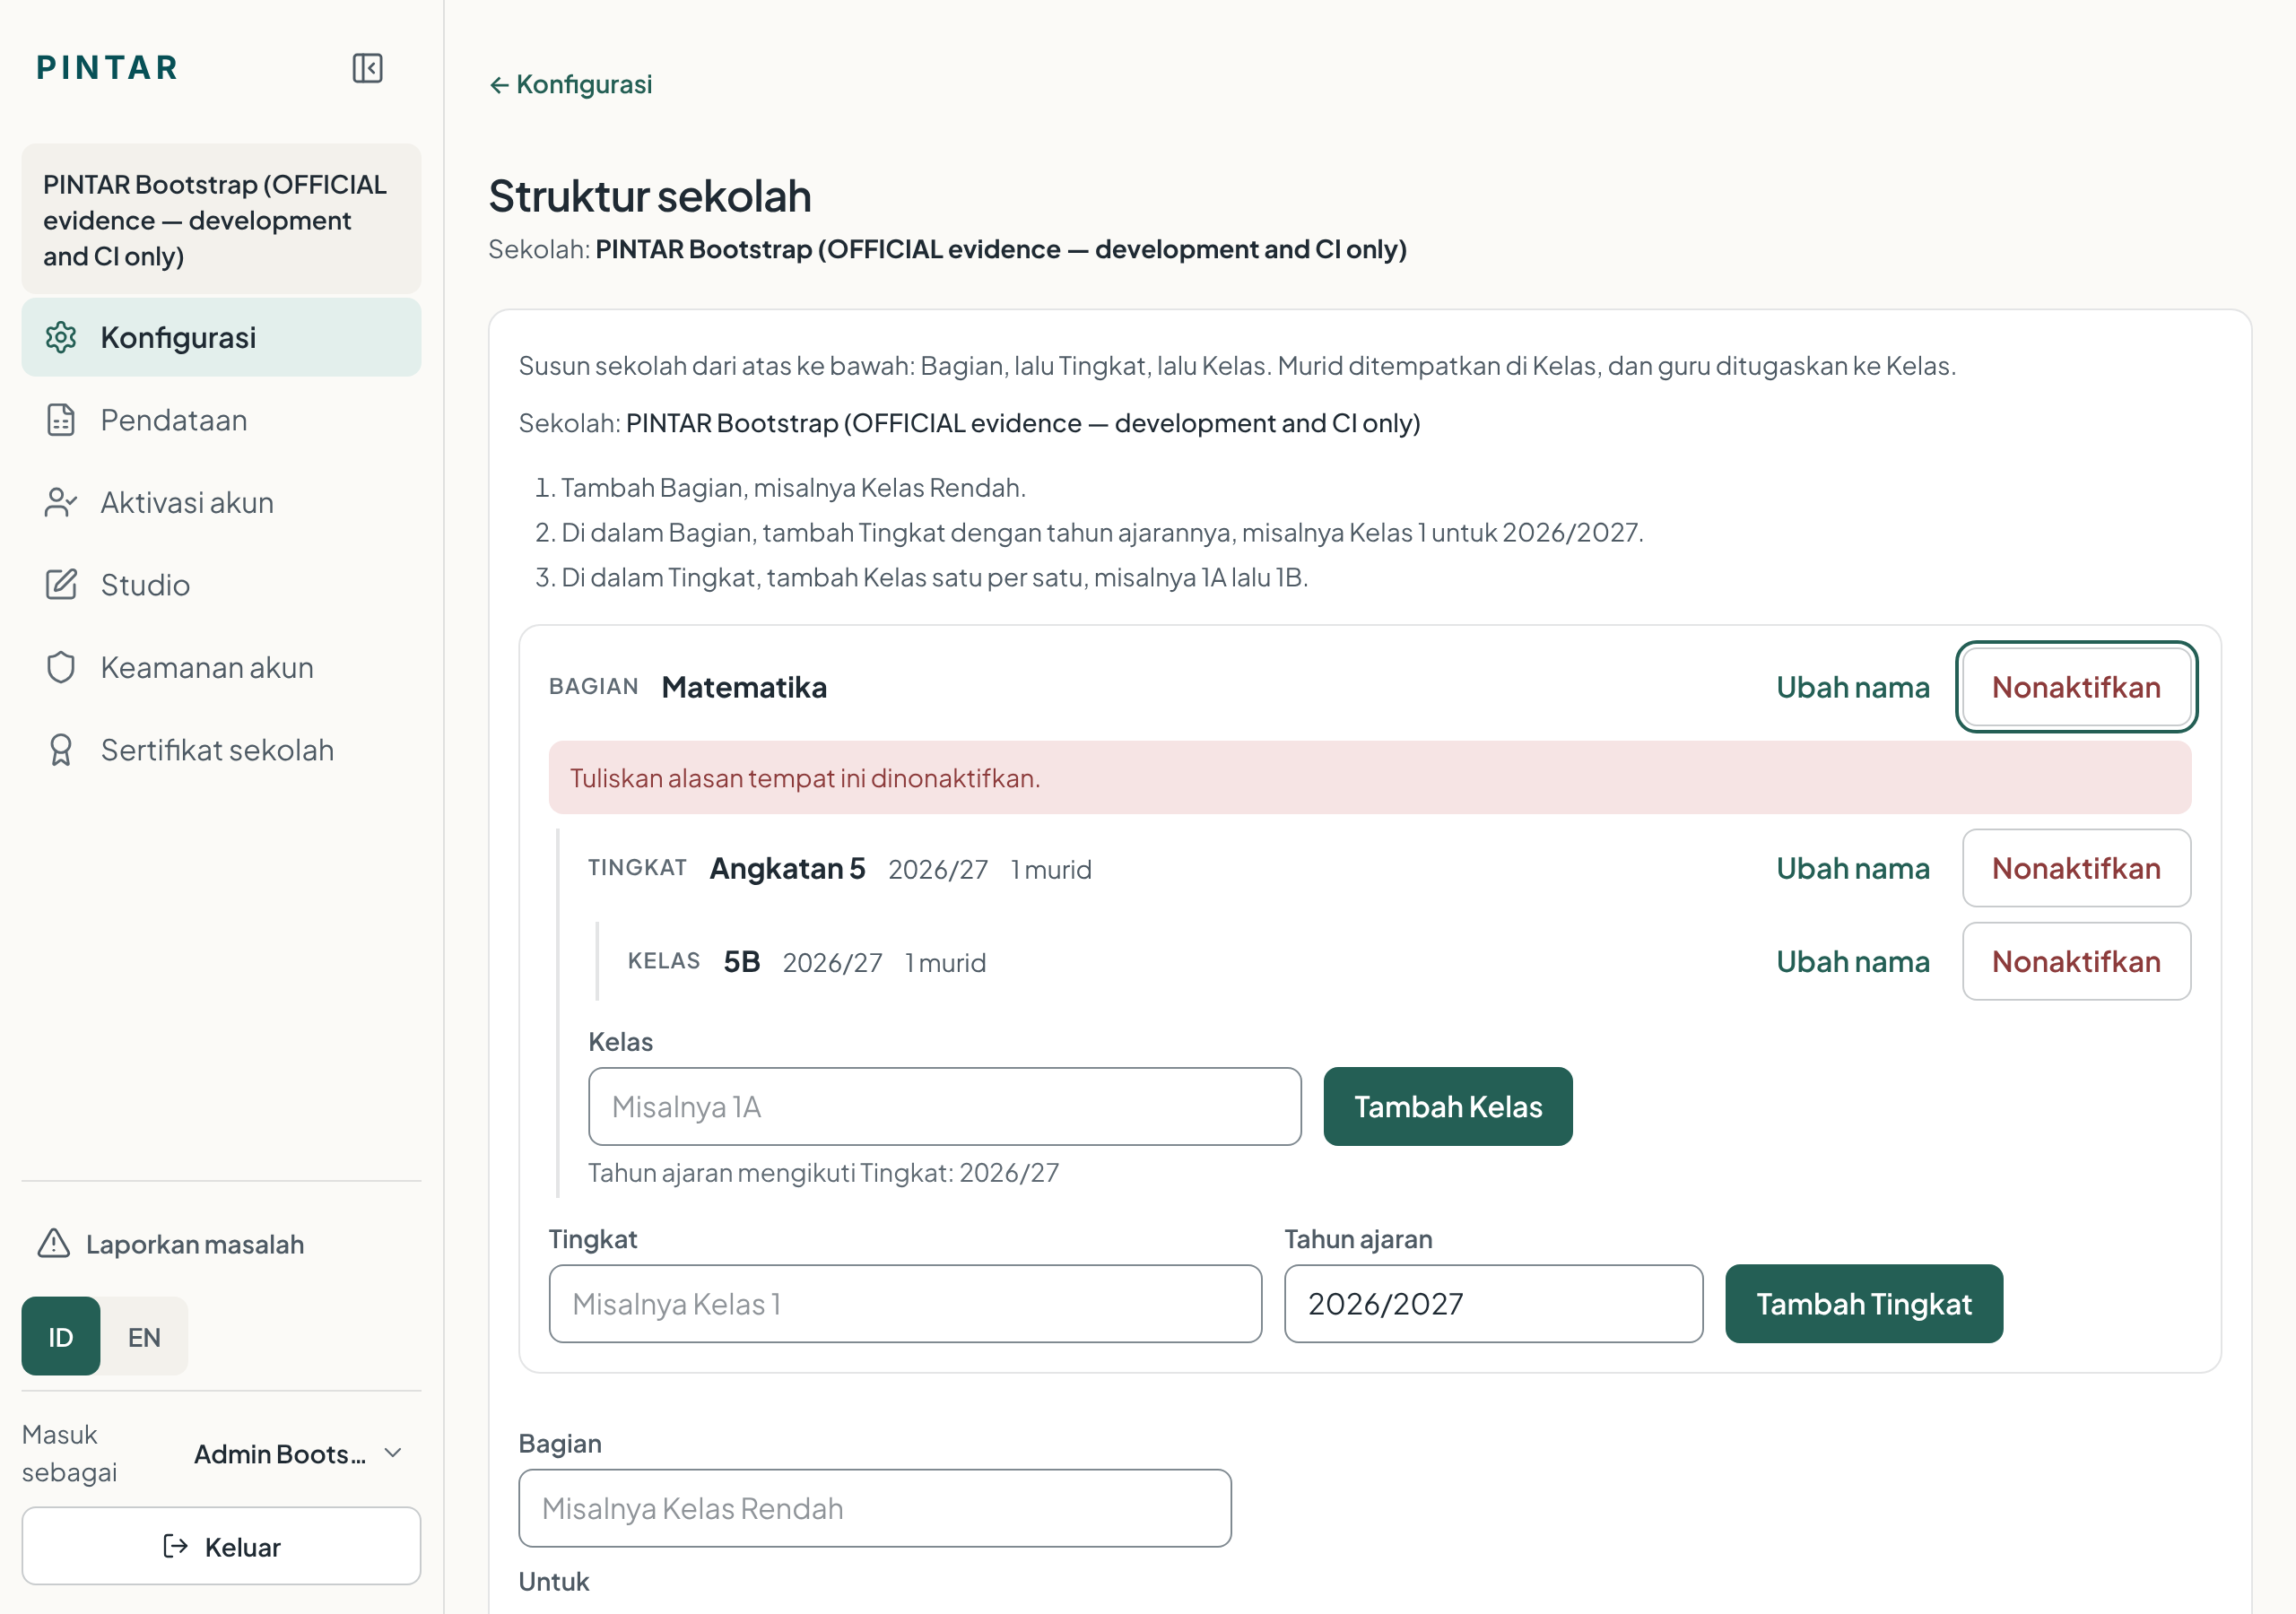 PINTAR
PINTAR Bootstrap (OFFICIAL
evidence — development
and CI only)
Konfigurasi
Pendataan
Aktivasi akun
Studio
Keamanan akun
Sertifikat sekolah
Laporkan masalah
ID EN
Masuk
sebagai
Admin Boots...
Keluar
← Konfigurasi
Struktur sekolah
Sekolah: PINTAR Bootstrap (OFFICIAL evidence — development and CI only)
Susun sekolah dari atas ke bawah: Bagian, lalu Tingkat, lalu Kelas. Murid ditempatkan di Kelas, dan guru ditugaskan ke Kelas.
Sekolah: PINTAR Bootstrap (OFFICIAL evidence — development and CI only)
1. Tambah Bagian, misalnya Kelas Rendah.
2. Di dalam Bagian, tambah Tingkat dengan tahun ajarannya, misalnya Kelas 1 untuk 2026/2027.
3. Di dalam Tingkat, tambah Kelas satu per satu, misalnya 1A lalu 1B.
BAGIAN Matematika Ubah nama Nonaktifkan
Tuliskan alasan tempat ini dinonaktifkan.
TINGKAT Angkatan 5 2026/27 1 murid Ubah nama Nonaktifkan
KELAS 5B 2026/27 1 murid Ubah nama Nonaktifkan
Kelas
Misalnya 1A Tambah Kelas
Tahun ajaran mengikuti Tingkat: 2026/27
Tingkat Tahun ajaran
Misalnya Kelas 1 2026/2027 Tambah Tingkat
Bagian
Misalnya Kelas Rendah
Untuk